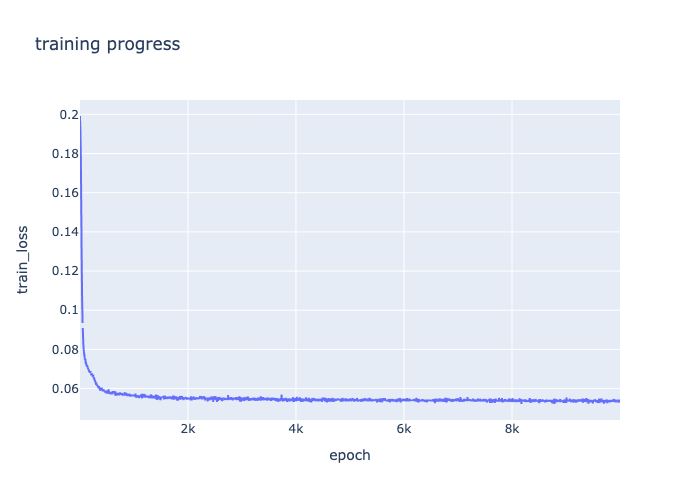 training progress
0.2
0.18
0.16
0.14
0.12
0.1
0.08
0.06
train_loss
2k
4k
6k
8k
epoch